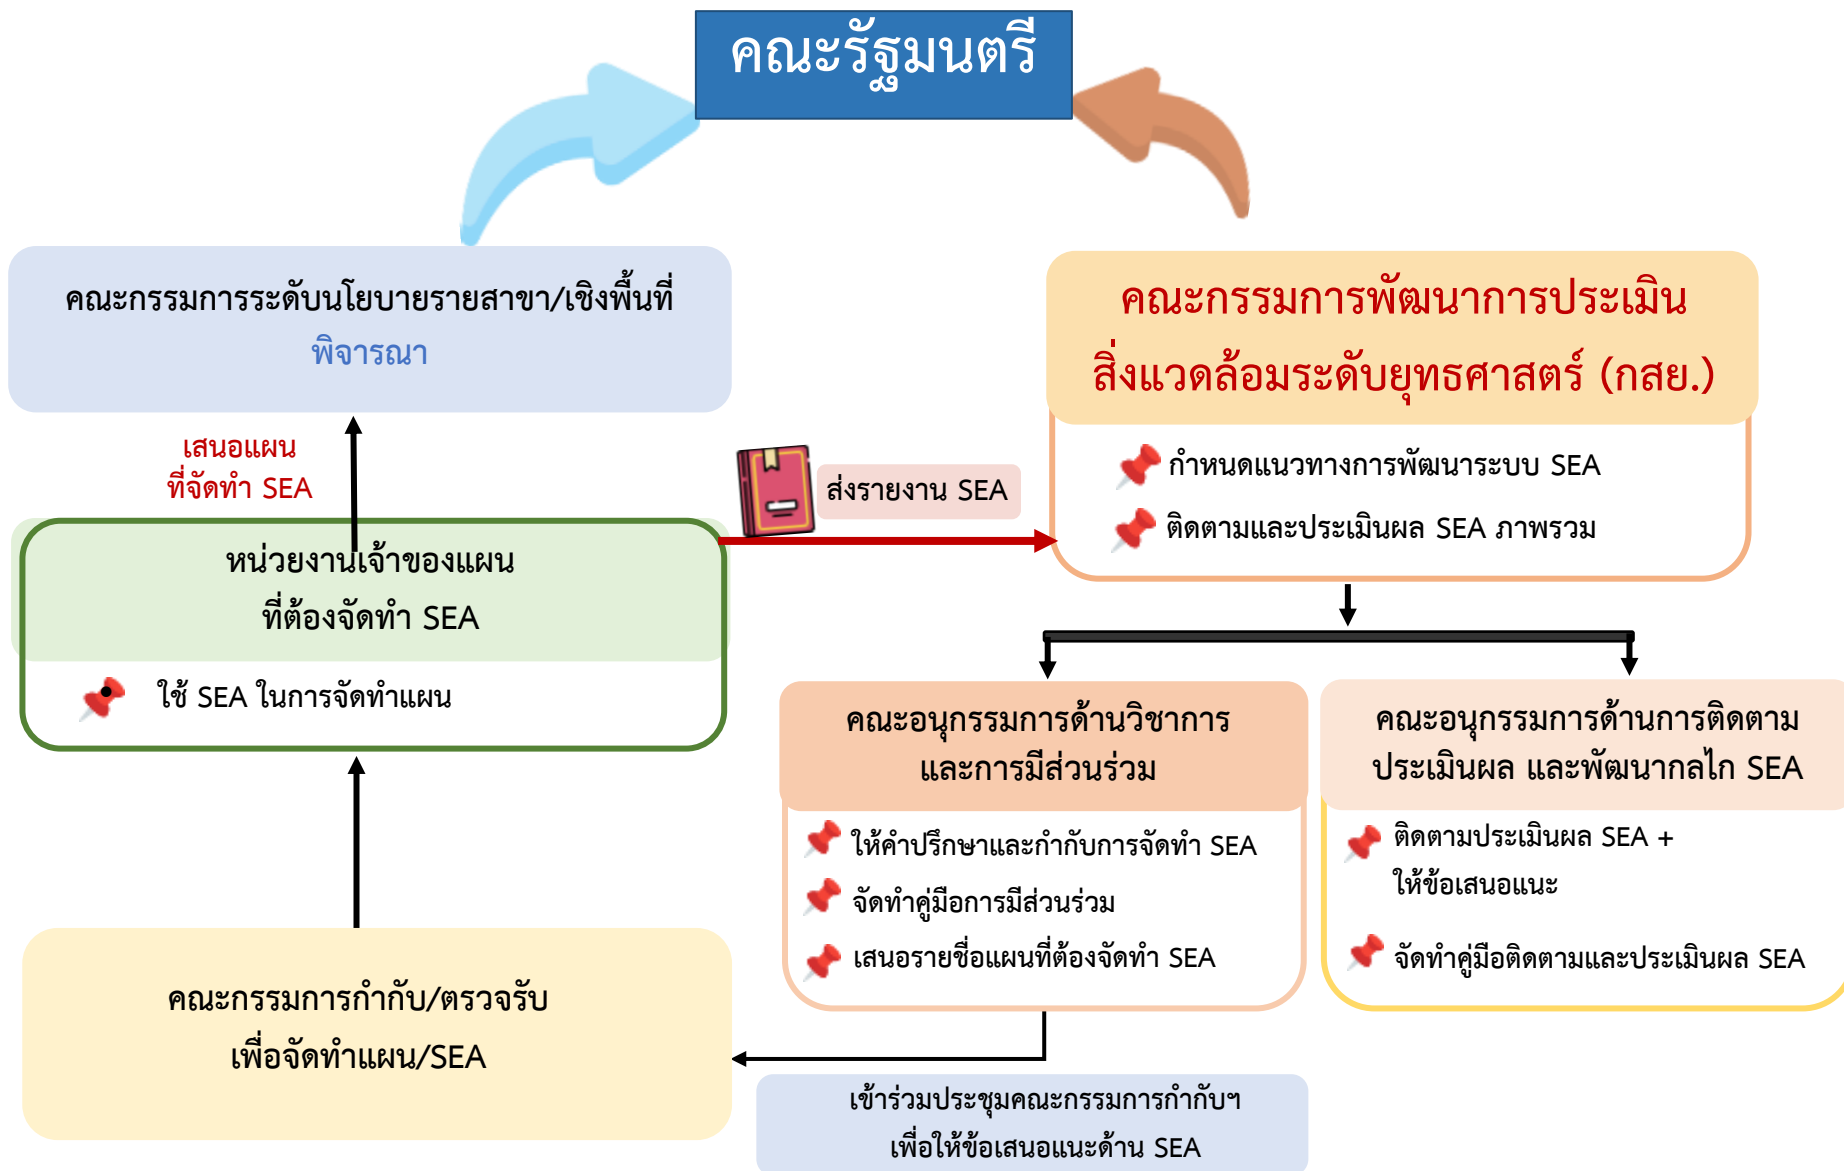 คณะรัฐมนตรี
คณะกรรมการระดับนโยบายรายสาขา/เชิงพื้นที่
พิจารณา
คณะกรรมการพัฒนาการประเมิน
สิ่งแวดล้อมระดับยุทธศาสตร์ (กสย.)
กำหนดแนวทางการพัฒนาระบบ SEA
ติดตามและประเมินผล SEA ภาพรวม
เสนอแผน
ที่จัดทำ SEA
ส่งรายงาน SEA
หน่วยงานเจ้าของแผน
ที่ต้องจัดทำ SEA
ใช้ SEA ในการจัดทำแผน
คณะอนุกรรมการด้านวิชาการ
และการมีส่วนร่วม
ให้คำปรึกษาและกำกับการจัดทำ SEA
จัดทำคู่มือการมีส่วนร่วม
เสนอรายชื่อแผนที่ต้องจัดทำ SEA
คณะอนุกรรมการด้านการติดตาม
ประเมินผล และพัฒนากลไก SEA
ติดตามประเมินผล SEA +
ให้ข้อเสนอแนะ
จัดทำคู่มือติดตามและประเมินผล SEA
คณะกรรมการกำกับ/ตรวจรับ
เพื่อจัดทำแผน/SEA
เข้าร่วมประชุมคณะกรรมการกำกับฯ
เพื่อให้ข้อเสนอแนะด้าน SEA